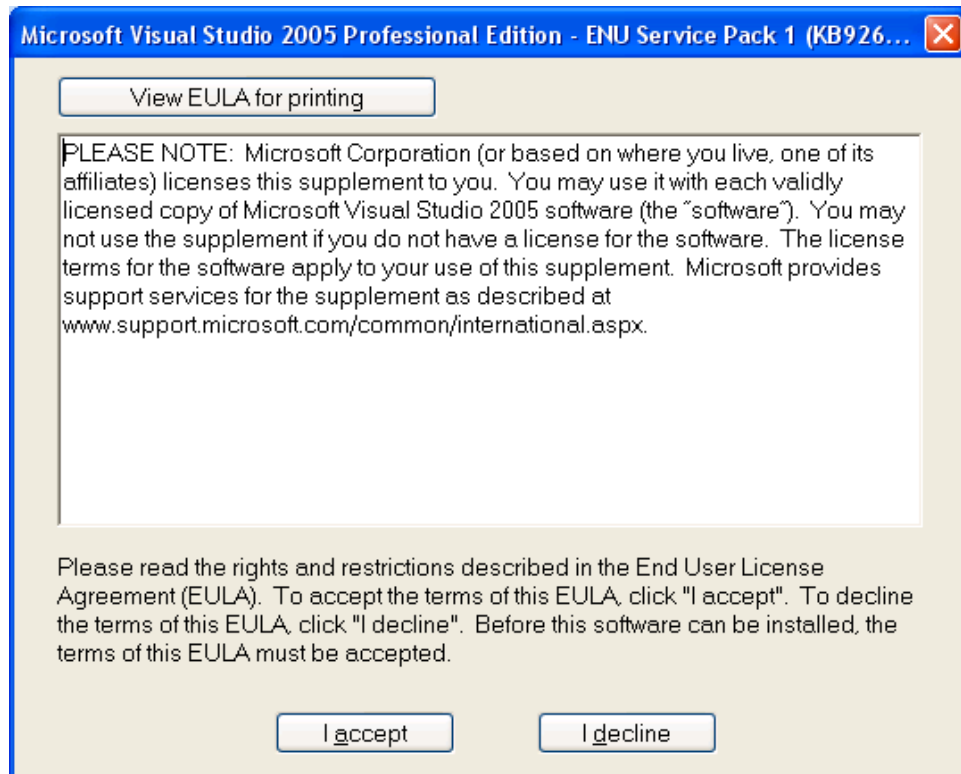 Microsoft Visual Studio 2005 Professional Edition - ENU Service Pack 1 (KB926...
View EULA for printing
PLEASE NOTE:  Microsoft Corporation (or based on where you live, one of its
affiliates) licenses this supplement to you.  You may use it with each validly
licensed copy of Microsoft Visual Studio 2005 software (the “software”).  You may
not use the supplement if you do not have a license for the software.  The license
terms for the software apply to your use of this supplement.  Microsoft provides
support services for the supplement as described at
www.support.microsoft.com/common/international.aspx.
Please read the rights and restrictions described in the End User License
Agreement (EULA).  To accept the terms of this EULA, click "I accept".  To decline
the terms of this EULA, click "I decline".  Before this software can be installed, the
terms of this EULA must be accepted.
I accept
I decline